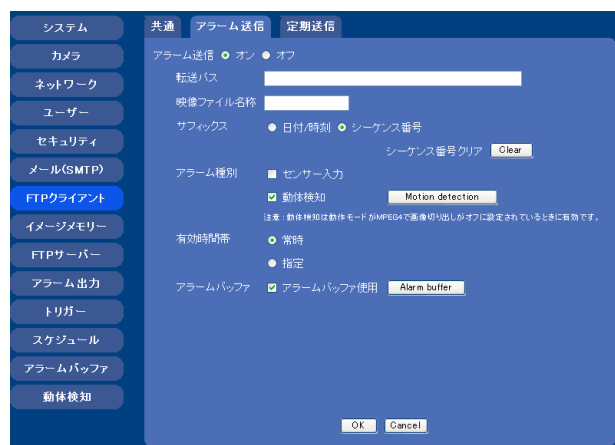 システム
カメラ
ネットワーク
ユーザー
セキュリティ
メール(SMTP)
FTPクライアント
イメージメモリー
FTPサーバー
アラーム出力
トリガー
スケジュール
アラームバッファ
動体検知
共通 アラーム送信 定期送信
アラーム送信 オン オフ
転送パス
映像ファイル名称
サフィックス 日付/時刻 シーケンス番号
シーケンス番号クリア Clear
アラーム種別 センサー入力
動体検知 Motion detection
注意:動体検知は動作モードがMPEG4で画像切り出しがオフに設定されているときに有効です。
有効時間帯 常時
指定
アラームバッファ アラームバッファ使用 Alarm buffer
OK Cancel